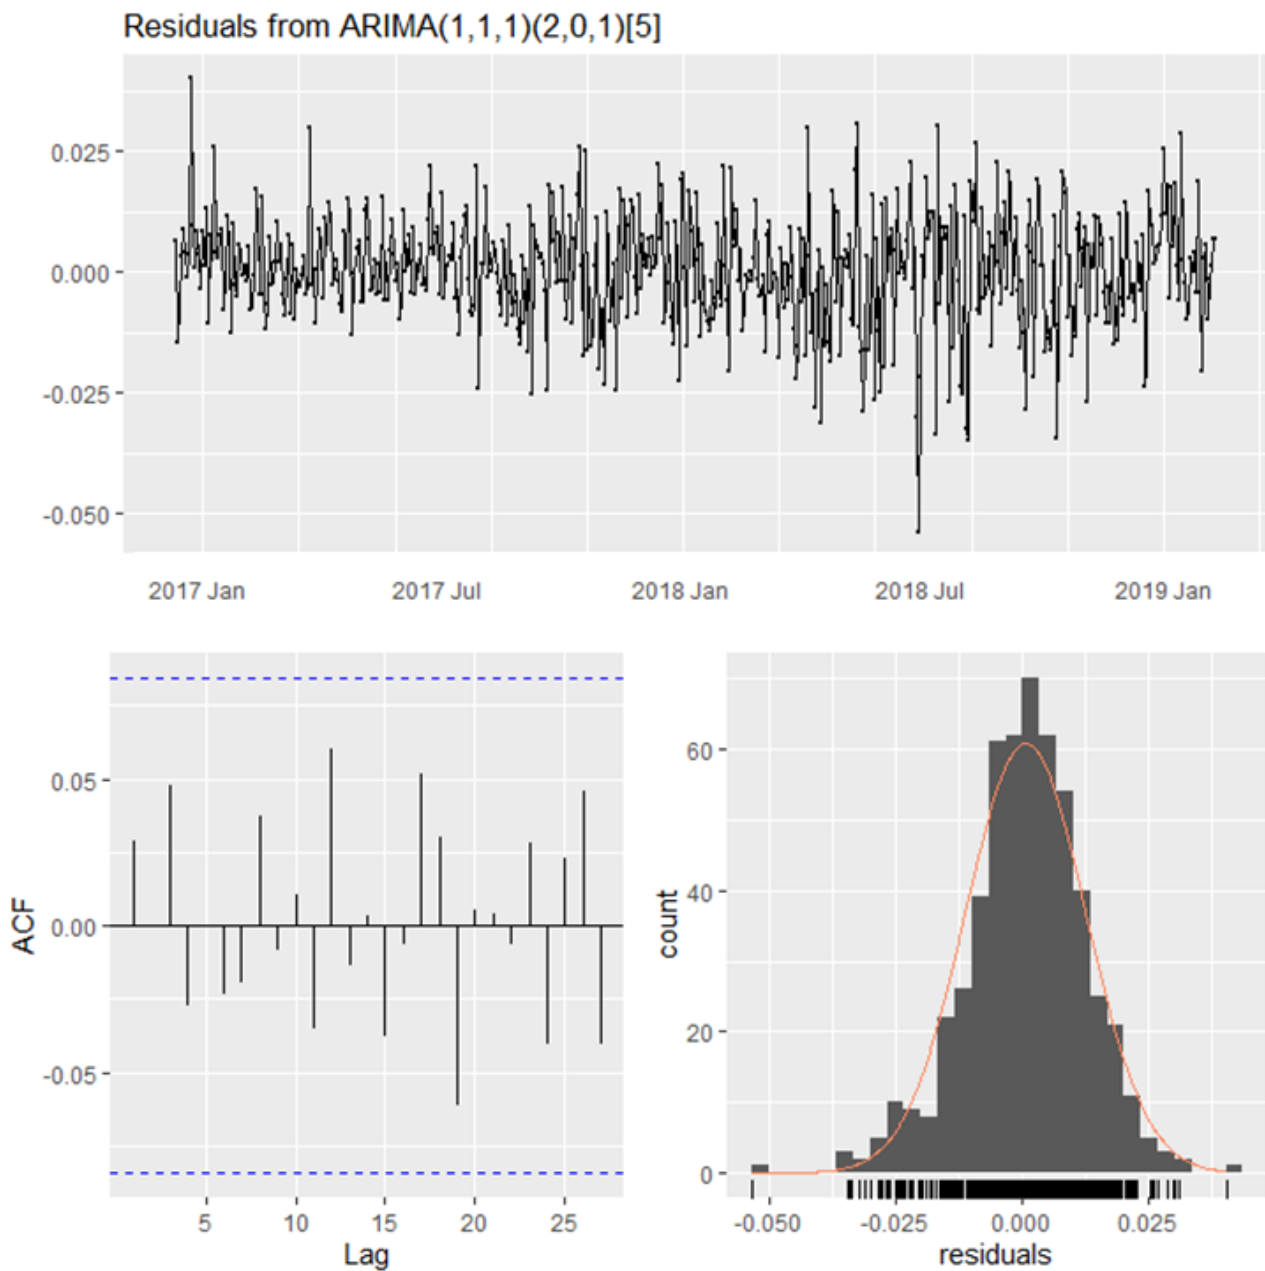 Residuals from ARIMA(1,1,1)(2,0,1)[5]
0.025
0.000
-0.025
-0.050
2017 Jan 2017 Jul 2018 Jan 2018 Jul 2019 Jan
ACF
0.05
0.00
-0.05
5 10 15 20 25
Lag
count
60
40
20
0
-0.050 -0.025 0.000 0.025
residuals